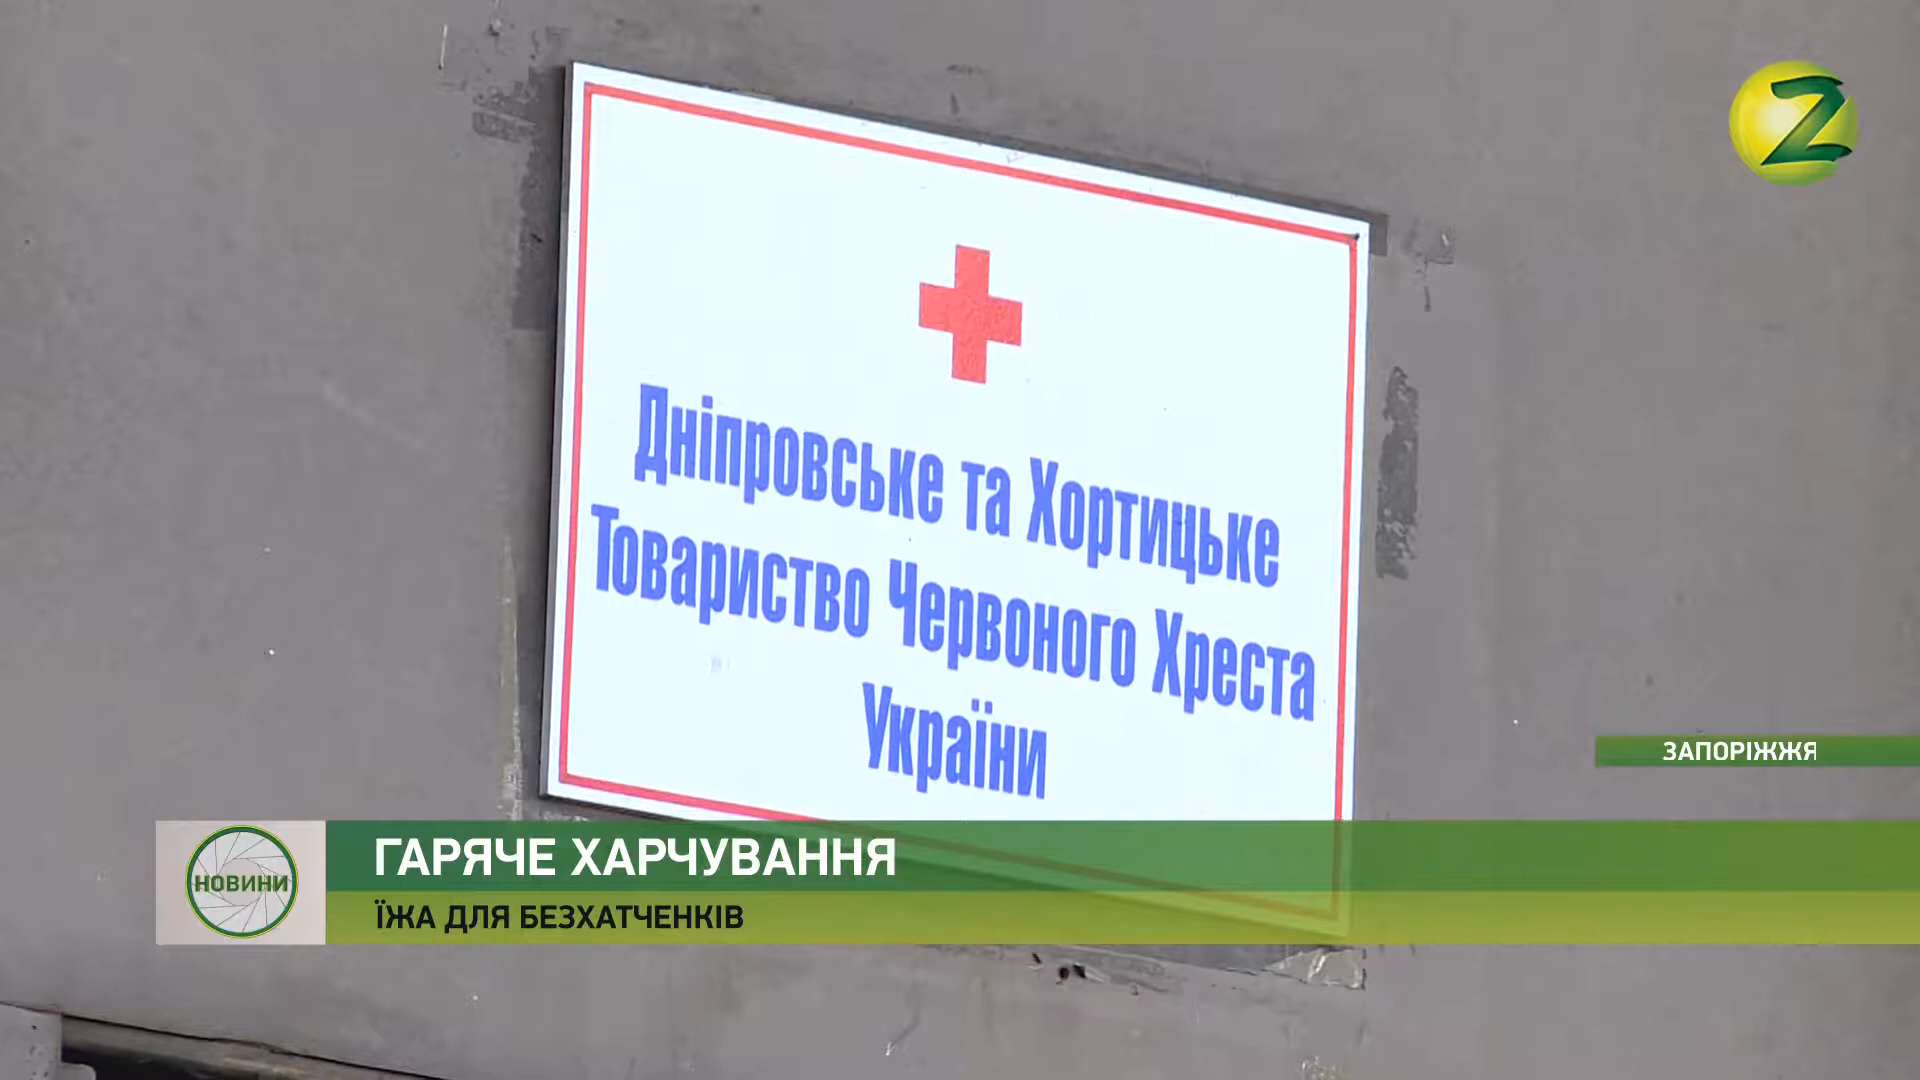 Z
Дніпровське та Хортицьке
Товариство Червоного Хреста
України
ЗАПОРІЖЖЯ
НОВИНИ
ГАРЯЧЕ ХАРЧУВАННЯ
ЇЖА ДЛЯ БЕЗХАТЧЕНКІВ